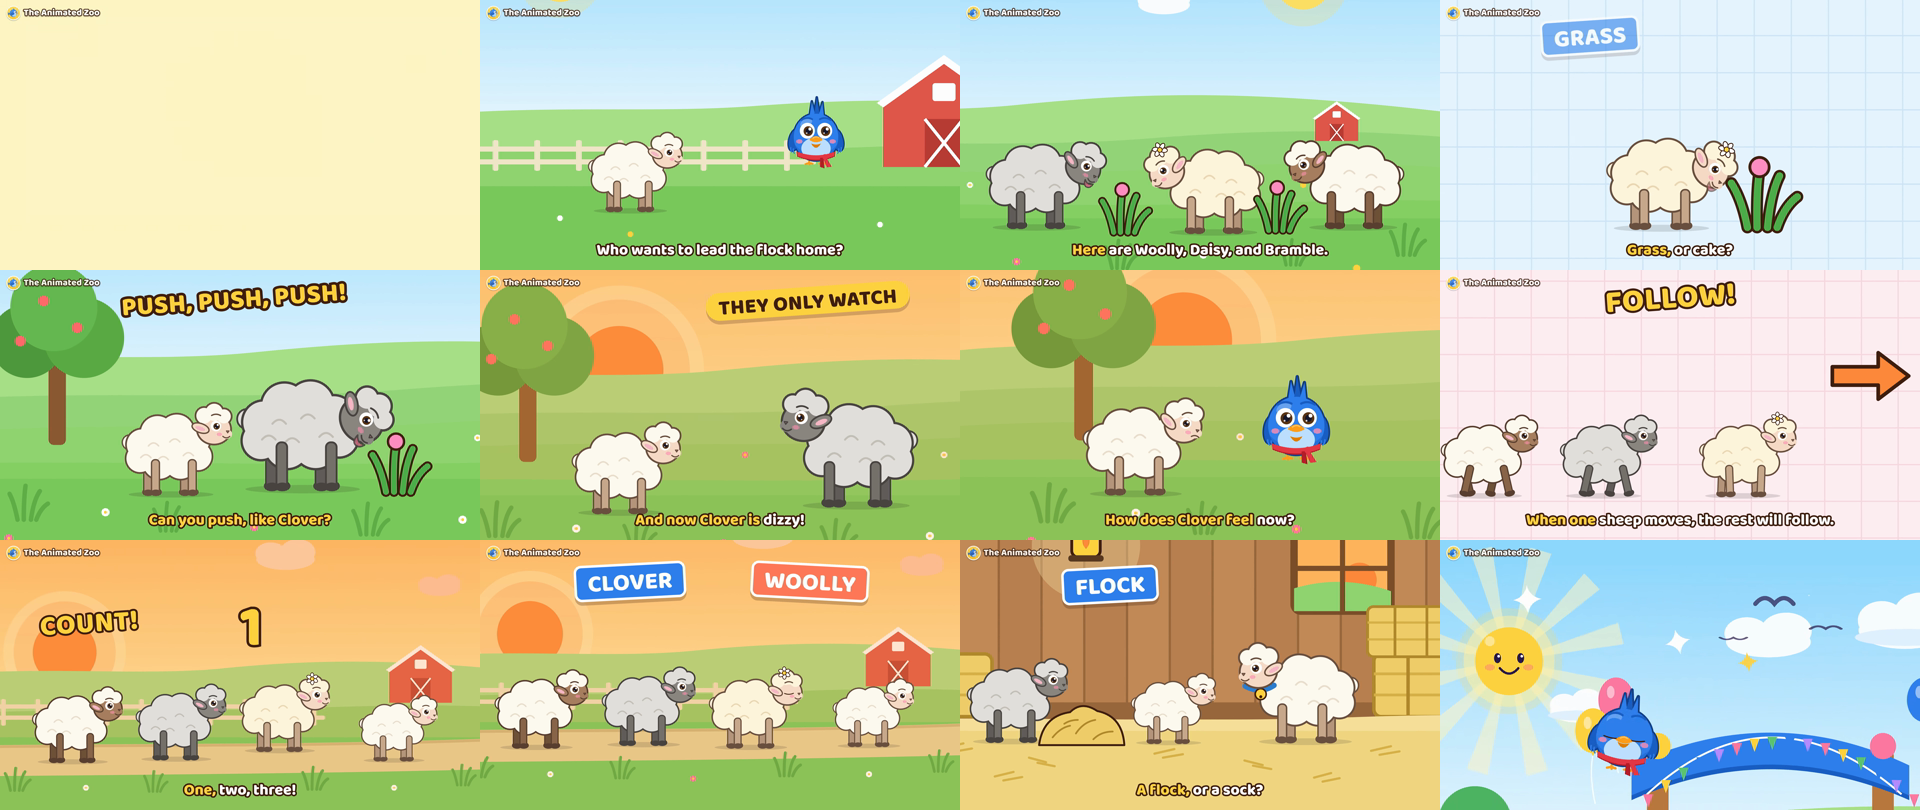 The Animated Zoo
The Animated Zoo
Who wants to lead the flock home?
The Animated Zoo
Here are Woolly, Daisy, and Bramble.
The Animated Zoo
GRASS
Grass, or cake?
The Animated Zoo
PUSH, PUSH, PUSH!
Can you push, like Clover?
The Animated Zoo
THEY ONLY WATCH
And now Clover is dizzy!
The Animated Zoo
How does Clover feel now?
The Animated Zoo
FOLLOW!
When one sheep moves, the rest will follow.
The Animated Zoo
COUNT!
1
One, two, three!
The Animated Zoo
CLOVER
WOOLLY
The Animated Zoo
FLOCK
A flock, or a sock?
The Animated Zoo